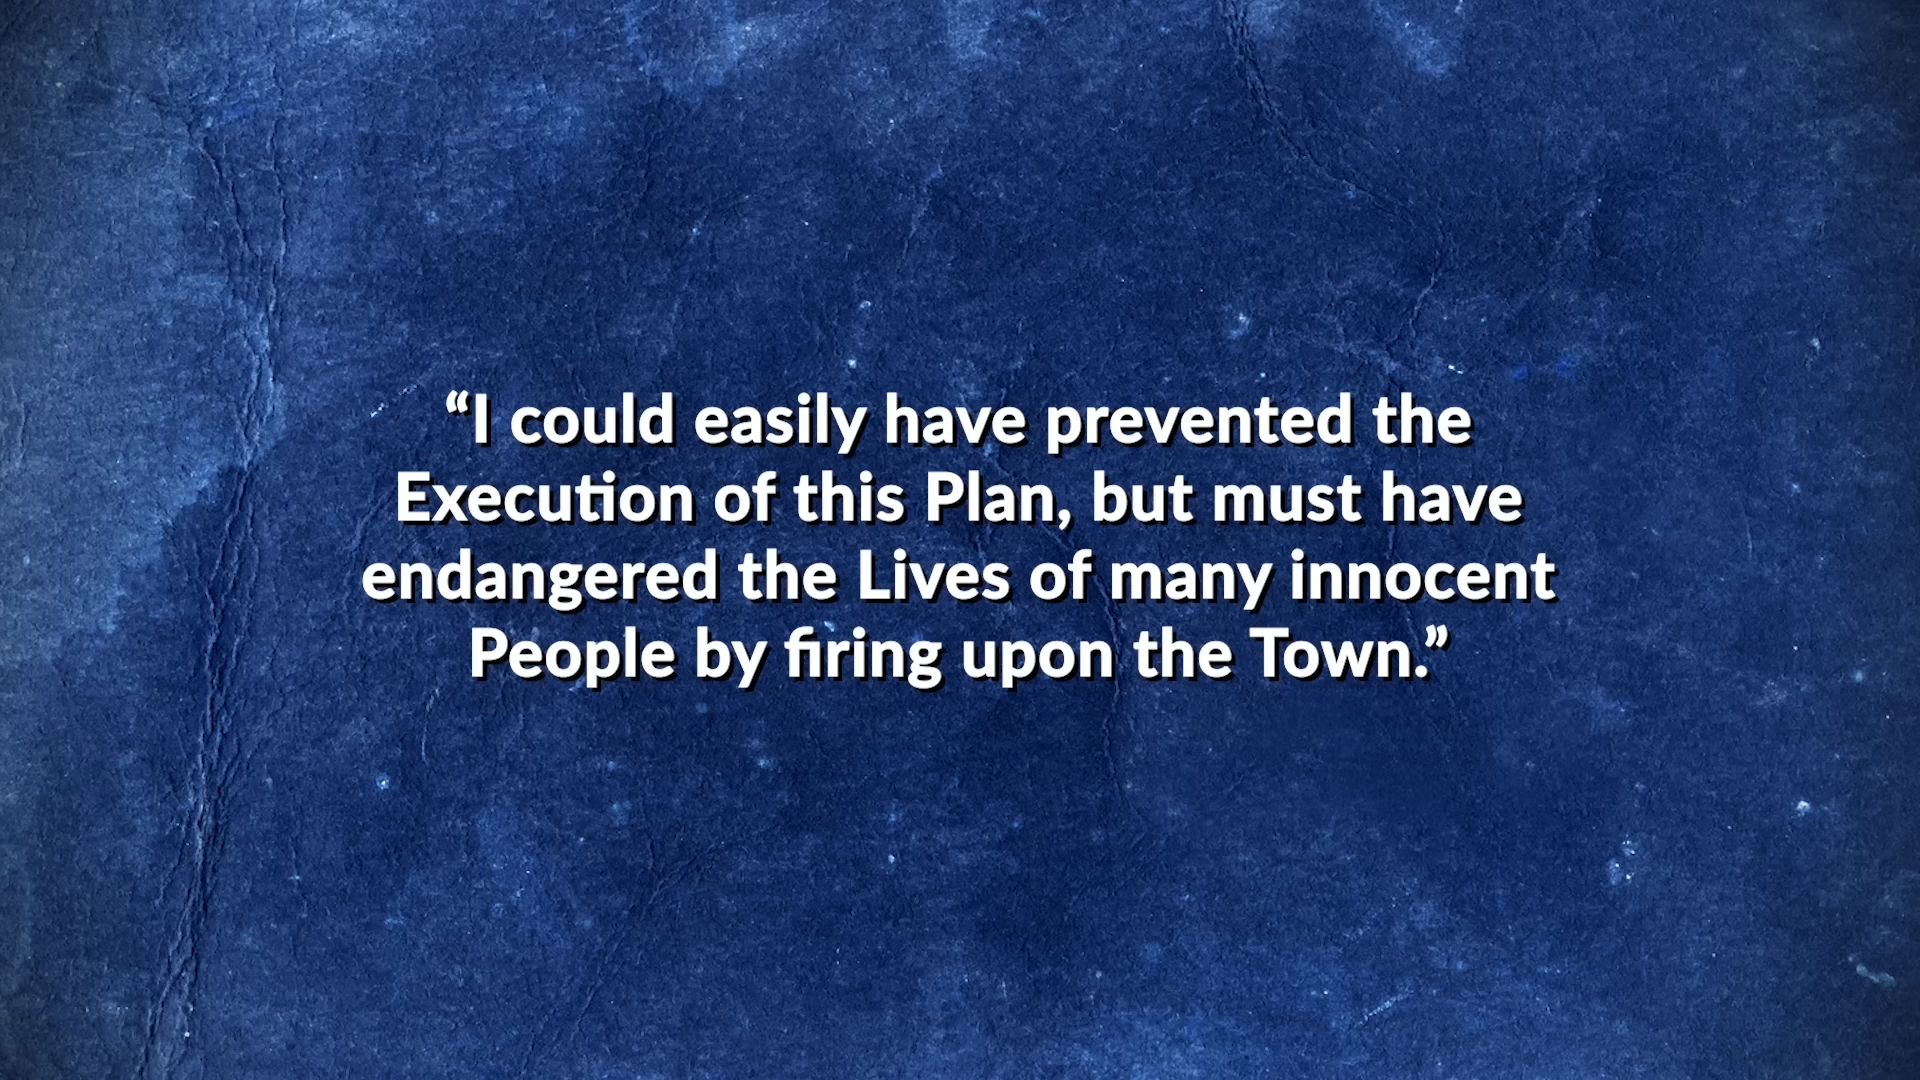 “I could easily have prevented the
Execution of this Plan, but must have
endangered the Lives of many innocent
People by firing upon the Town.”